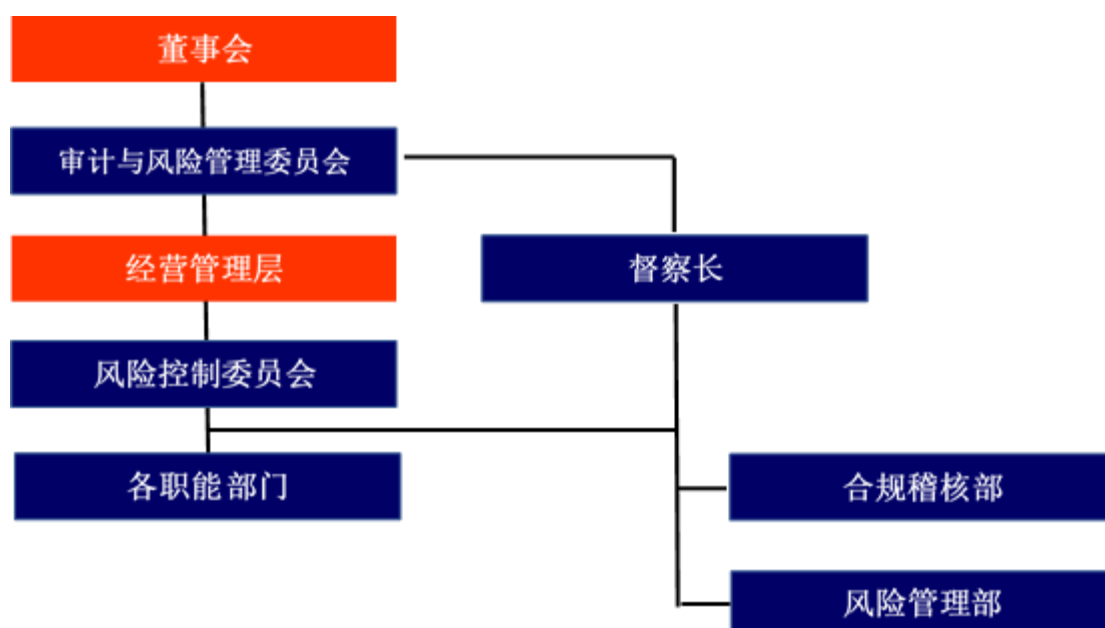 董事会
审计与风险管理委员会
经营管理层
督察长
风险控制委员会
各职能部门
合规稽核部
风险管理部